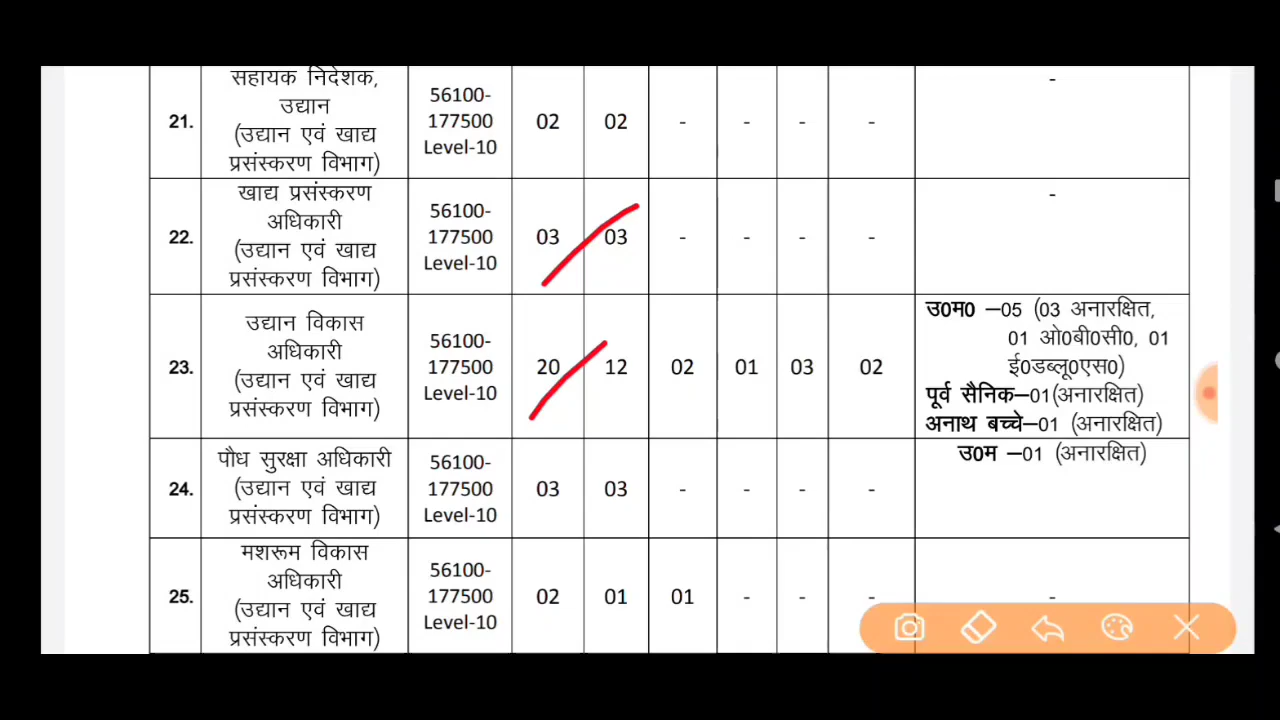 सहायक निदेशक,
उद्यान
(उद्यान एवं खाद्य
प्रसंस्करण विभाग)
21.
56100-
177500
Level-10
02 02 - - - - -
खाद्य प्रसंस्करण
अधिकारी
(उद्यान एवं खाद्य
प्रसंस्करण विभाग)
22.
56100-
177500
Level-10
03 03 - - - - -
उद्यान विकास
अधिकारी
(उद्यान एवं खाद्य
प्रसंस्करण विभाग)
23.
56100-
177500
Level-10
20 12 02 01 03 02
उ0म0 –05 (03 अनारक्षित,
01 ओ0बी0सी0, 01
ई0डब्लू0एस0)
पूर्व सैनिक–01(अनारक्षित)
अनाथ बच्चे–01 (अनारक्षित)
पौध सुरक्षा अधिकारी
(उद्यान एवं खाद्य
प्रसंस्करण विभाग)
24.
56100-
177500
Level-10
03 03 - - - -
उ0म –01 (अनारक्षित)
मशरूम विकास
अधिकारी
(उद्यान एवं खाद्य
प्रसंस्करण विभाग)
25.
56100-
177500
Level-10
02 01 01 - - - -